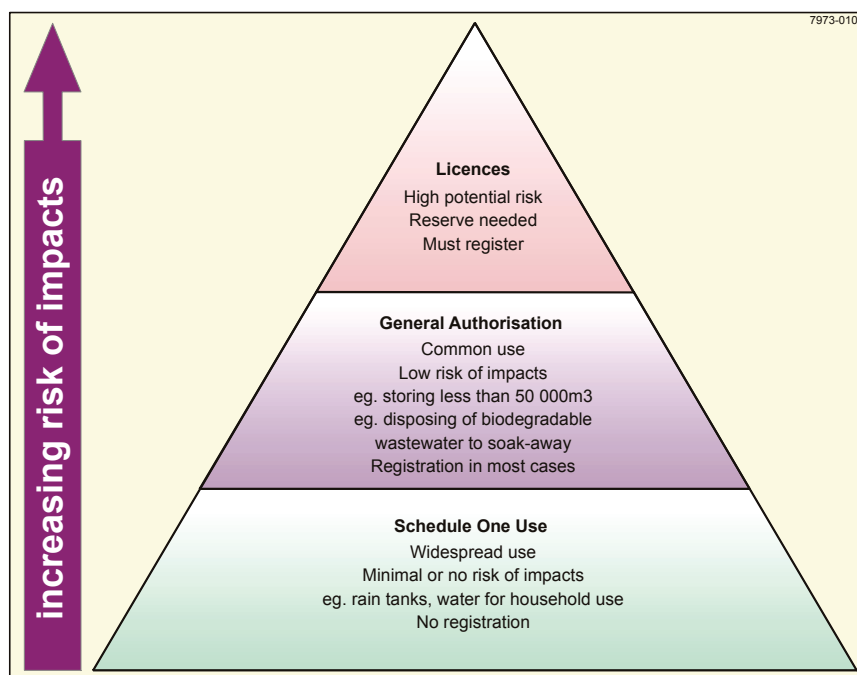 7973-010
increasing risk of impacts
Licences
High potential risk
Reserve needed
Must register
General Authorisation
Common use
Low risk of impacts
eg. storing less than 50 000m3
eg. disposing of biodegradable
wastewater to soak-away
Registration in most cases
Schedule One Use
Widespread use
Minimal or no risk of impacts
eg. rain tanks, water for household use
No registration